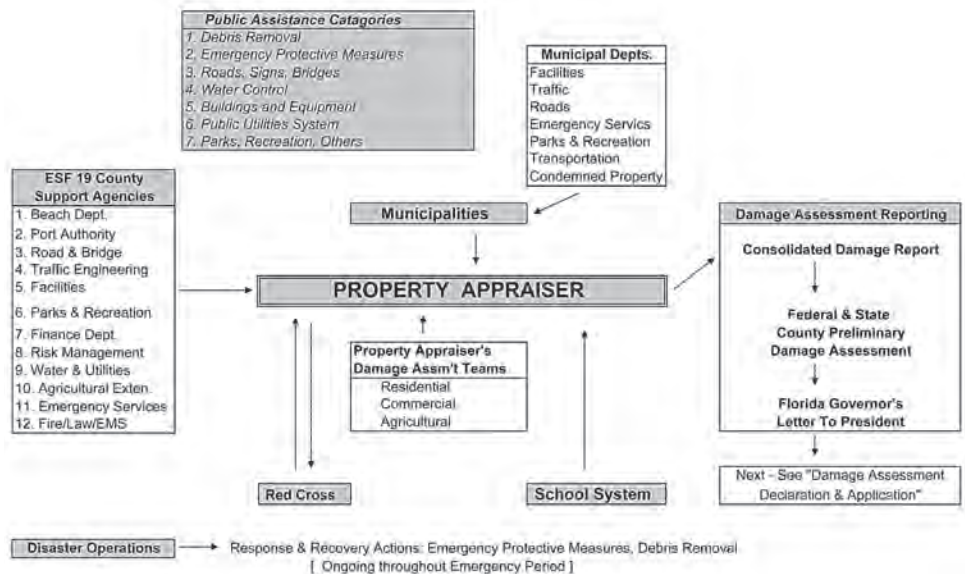 Public Assistance Catagories
1. Debris Removal
2. Emergency Protective Measures
3. Roads, Signs, Bridges
4. Water Control
5. Buildings and Equipment
6. Public Utilities System
7. Parks, Recreation, Others
Municipal Depts.
Facilities
Traffic
Roads
Emergency Servics
Parks & Recreation
Transportation
Condemned Property
ESF 19 County
Support Agencies
1. Beach Dept.
2. Port Authority
3. Road & Bridge
4. Traffic Engineering
5. Facilities
6. Parks & Recreation
7. Finance Dept.
8. Risk Management
9. Water & Utilities
10. Agricultural Exten.
11. Emergency Services
12. Fire/Law/EMS
Municipalities
PROPERTY APPRAISER
Property Appraiser's
Damage Assm't Teams
Residential
Commercial
Agricultural
Red Cross
School System
Damage Assessment Reporting
Consolidated Damage Report
Federal & State
County Preliminary
Damage Assessment
Florida Governor's
Letter To President
Next - See "Damage Assessment
Declaration & Application"
Disaster Operations
Response & Recovery Actions: Emergency Protective Measures, Debris Removal
[ Ongoing throughout Emergency Period ]